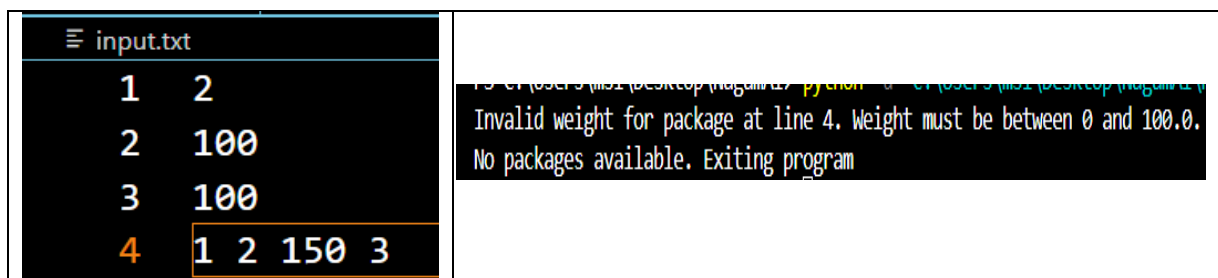 input.txt
1 2
2 100
3 100
4 1 2 150 3
Invalid weight for package at line 4. Weight must be between 0 and 100.0.
No packages available. Exiting program